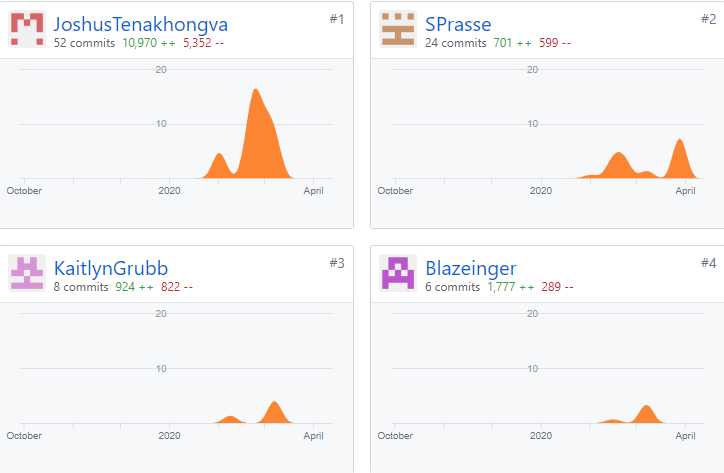 JoshusTenakhongva #1
52 commits 10,970 ++ 5,352 --
20
10
October 2020 April
SPrasse #2
24 commits 701 ++ 599 --
20
10
October 2020 April
KaitlynGrubb #3
8 commits 924 ++ 822 --
20
10
October 2020 April
Blazeinger #4
6 commits 1,777 ++ 289 --
20
10
October 2020 April